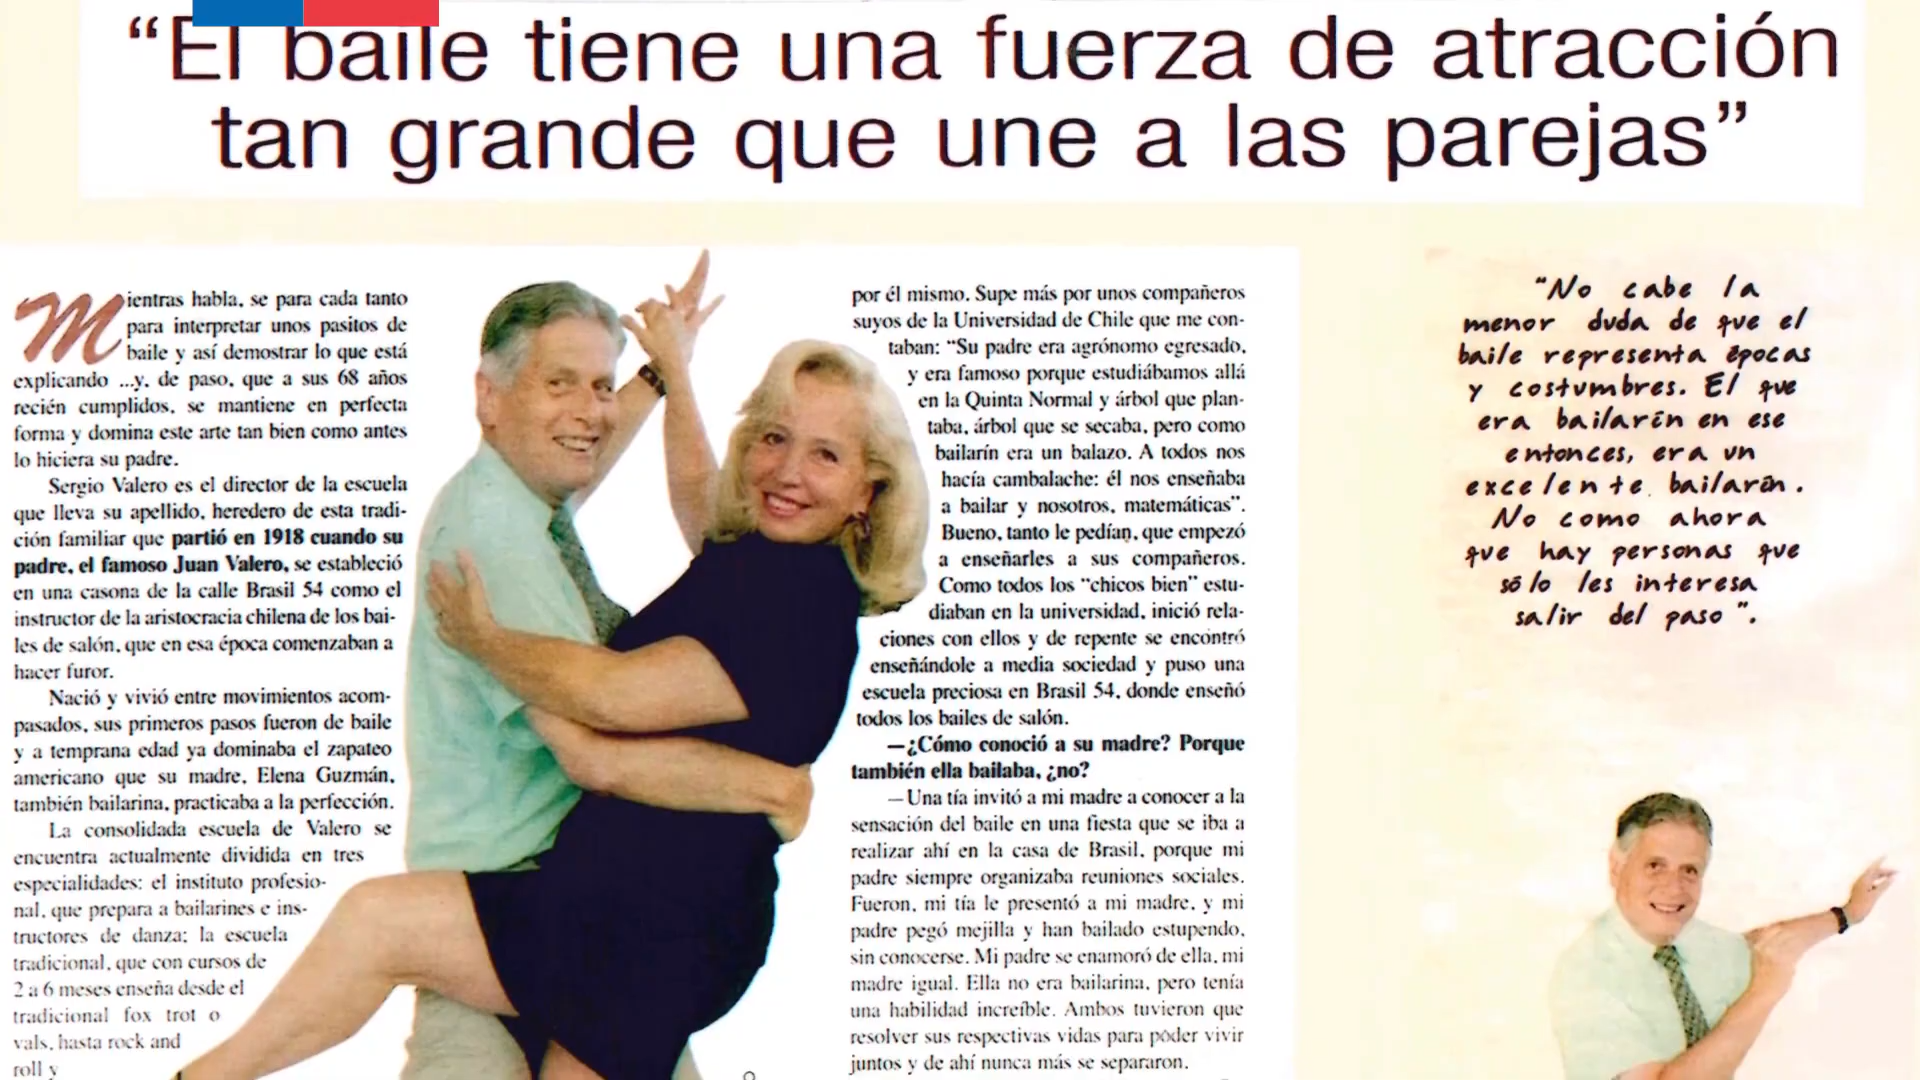 “El baile tiene una fuerza de atracción
tan grande que une a las parejas”
Mientras habla, se para cada tanto
para interpretar unos pasitos de
baile y así demostrar lo que está
explicando ...y, de paso, que a sus 68 años
recién cumplidos, se mantiene en perfecta
forma y domina este arte tan bien como antes
lo hiciera su padre.
Sergio Valero es el director de la escuela
que lleva su apellido, heredero de esta tradi-
ción familiar que partió en 1918 cuando su
padre, el famoso Juan Valero, se estableció
en una casona de la calle Brasil 54 como el
instructor de la aristocracia chilena de los bai-
les de salón, que en esa época comenzaban a
hacer furor.
Nació y vivió entre movimientos acom-
pasados, sus primeros pasos fueron de baile
y a temprana edad ya dominaba el zapateo
americano que su madre, Elena Guzmán,
también bailarina, practicaba a la perfección.
La consolidada escuela de Valero se
encuentra actualmente dividida en tres
especialidades: el instituto profesio-
nal, que prepara a bailarines e ins-
tructores de danza; la escuela
tradicional, que con cursos de
2 a 6 meses enseña desde el
tradicional fox trot o
vals, hasta rock and
roll y
por él mismo. Supe más por unos compañeros
suyos de la Universidad de Chile que me con-
taban: “Su padre era agrónomo egresado,
y era famoso porque estudiábamos allá
en la Quinta Normal y árbol que plan-
taba, árbol que se secaba, pero como
bailarín era un balazo. A todos nos
hacía cambalache: él nos enseñaba
a bailar y nosotros, matemáticas”.
Bueno, tanto le pedían, que empezó
a enseñarles a sus compañeros.
Como todos los “chicos bien” estu-
diaban en la universidad, inició rela-
ciones con ellos y de repente se encontró
enseñándole a media sociedad y puso una
escuela preciosa en Brasil 54, donde enseñó
todos los bailes de salón.
—¿Cómo conoció a su madre? Porque
también ella bailaba, ¿no?
—Una tía invitó a mi madre a conocer a la
sensación del baile en una fiesta que se iba a
realizar ahí en la casa de Brasil, porque mi
padre siempre organizaba reuniones sociales.
Fueron, mi tía le presentó a mi madre, y mi
padre pegó mejilla y han bailado estupendo,
sin conocerse. Mi padre se enamoró de ella, mi
madre igual. Ella no era bailarina, pero tenía
una habilidad increíble. Ambos tuvieron que
resolver sus respectivas vidas para poder vivir
juntos y de ahí nunca más se separaron.
“No cabe la
menor duda de que el
baile representa épocas
y costumbres. El que
era bailarín en ese
entonces, era un
excelente bailarín.
No como ahora
que hay personas que
sólo les interesa
salir del paso”.